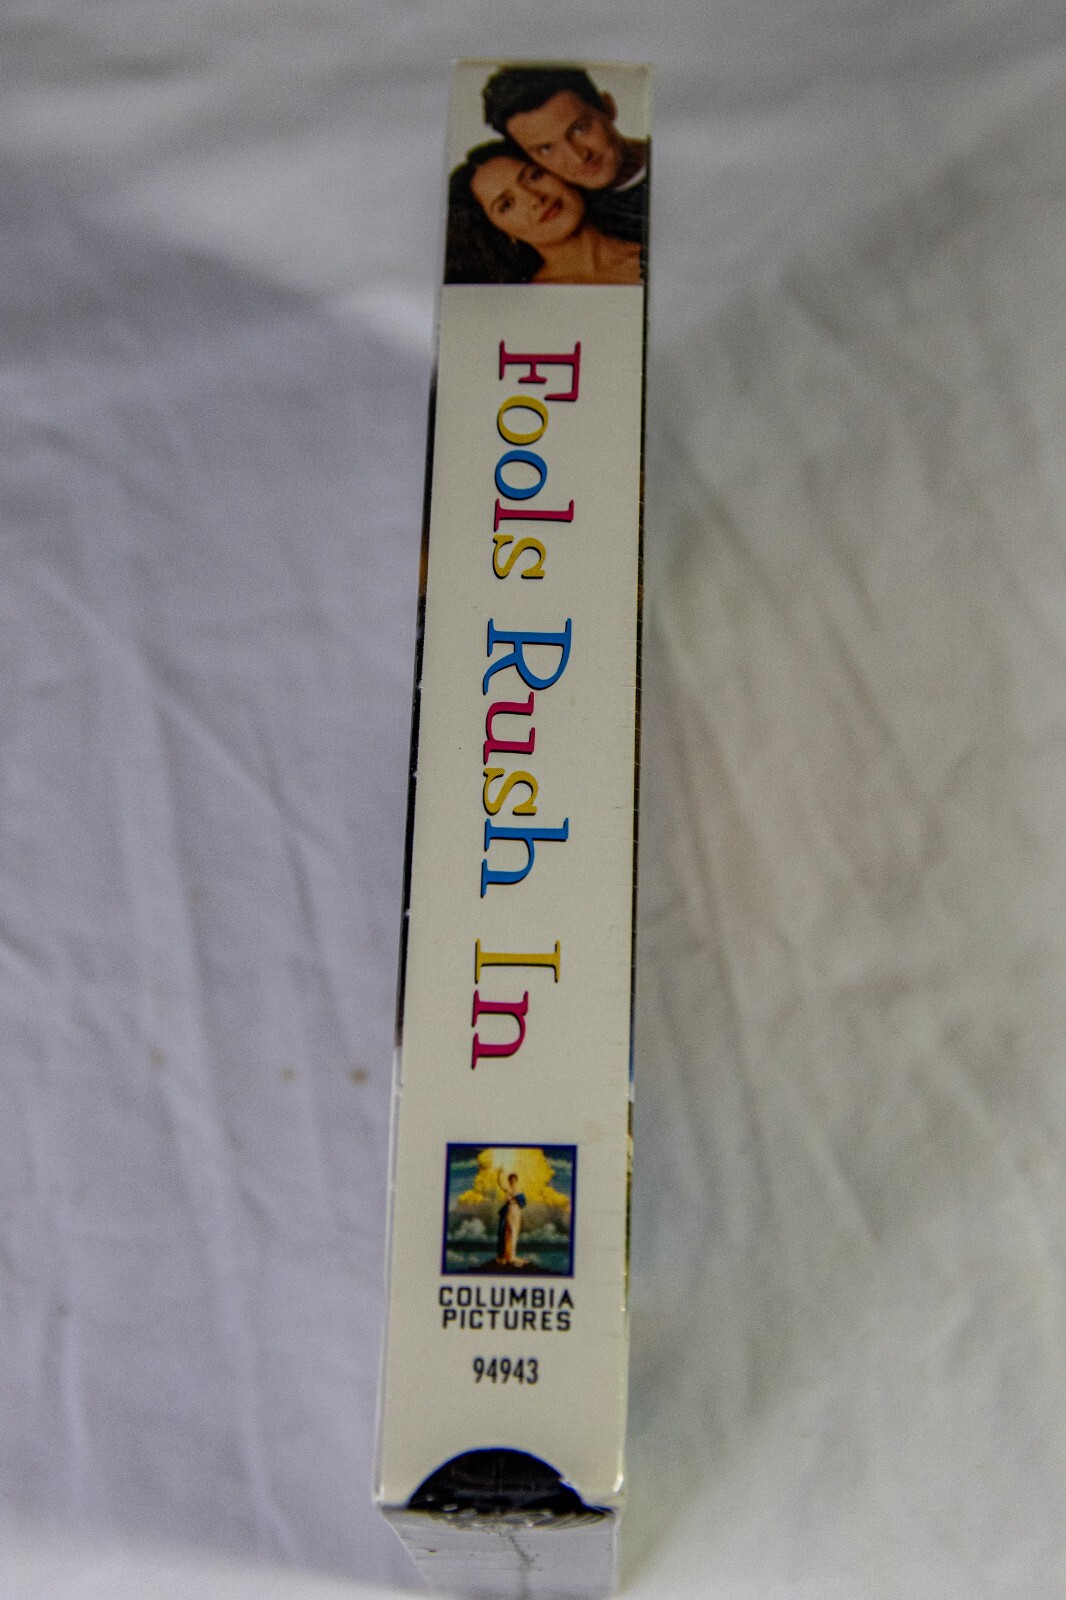 Fools Rush In
COLUMBIA
PICTURES
94943